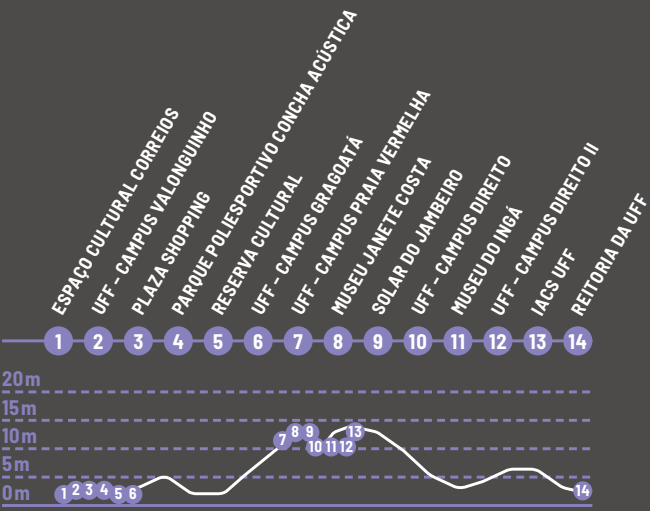 ESPAÇO CULTURAL CORREIOS
UFF – CAMPUS VALONGUINHO
PLAZA SHOPPING
PARQUE POLIESPORTIVO CONCHA ACÚSTICA
RESERVA CULTURAL
UFF – CAMPUS GRAGOATÁ
UFF – CAMPUS PRAIA VERMELHA
MUSEU JANETE COSTA
SOLAR DO JAMBEIRO
UFF – CAMPUS DIREITO
MUSEU DO INGÁ
UFF – CAMPUS DIREITO II
IACS UFF
REITORIA DA UFF
1 2 3 4 5 6 7 8 9 10 11 12 13 14
20m
15m
10m
5m
0m
1 2 3 4 5 6 7 8 9 10 11 12 13 14